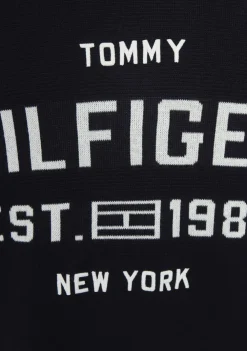 TOMMY
ILFIGE
EST. 198
NEW YORK